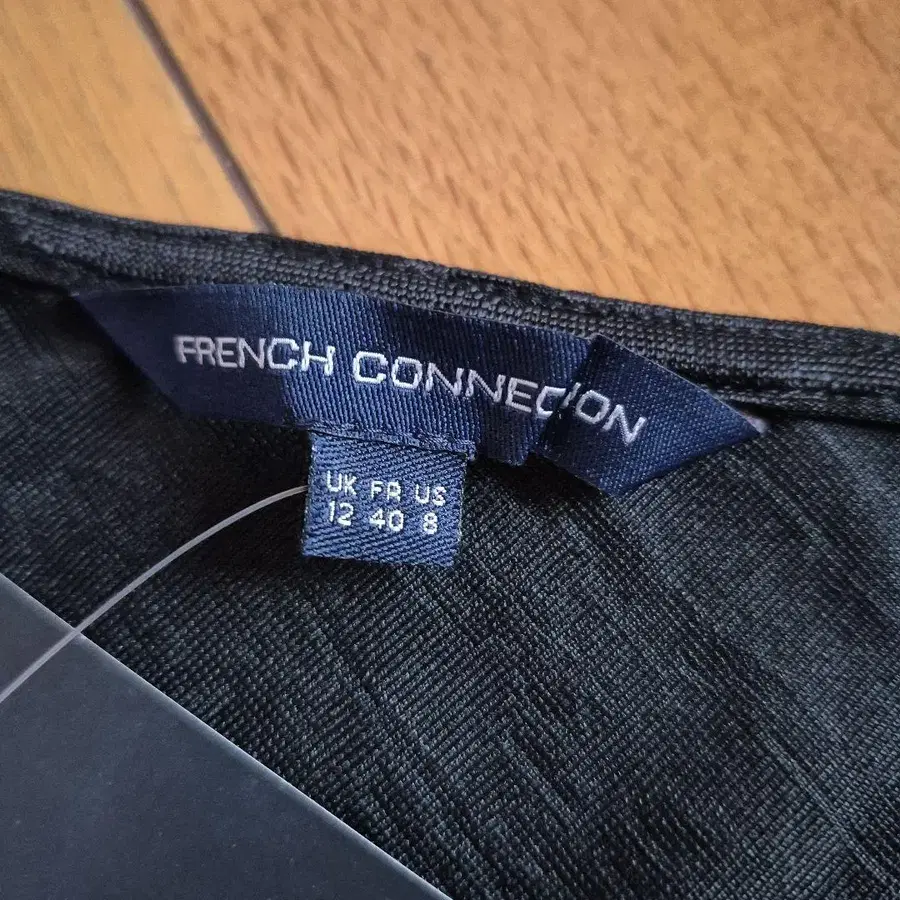 FRENCH CONNECTION
UK FR US
12 40 8